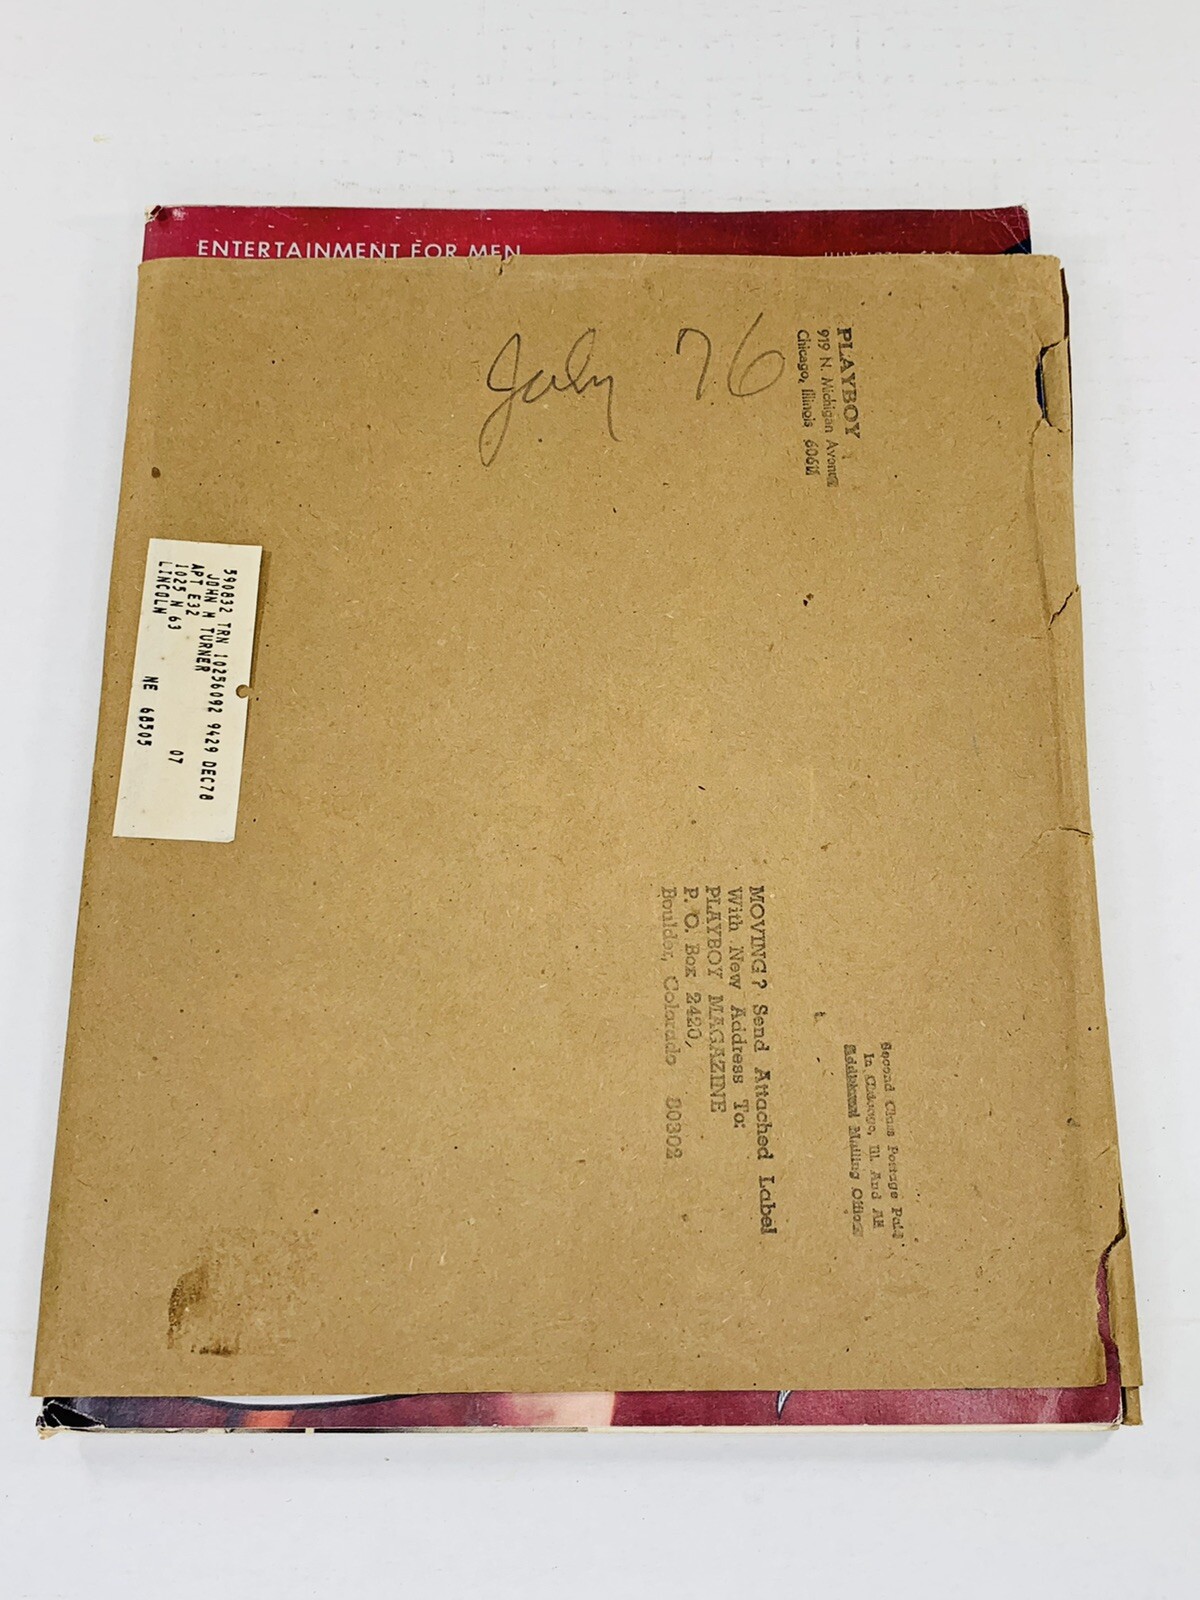 ENTERTAINMENT FOR MEN
July 76
PLAYBOY
919 N. Michigan Avenue
Chicago, Illinois 60611
590832 TRN 10256092 9429 DEC78
JOHN M TURNER
APT E32
1025 N 63 07
LINCOLN NE 68505
Second Class Postage Paid
In Chicago, Ill. And At
Additional Mailing Offices
MOVING? Send Attached Label
With New Address To:
PLAYBOY MAGAZINE
P. O. Box 2420,
Boulder, Colorado 80302